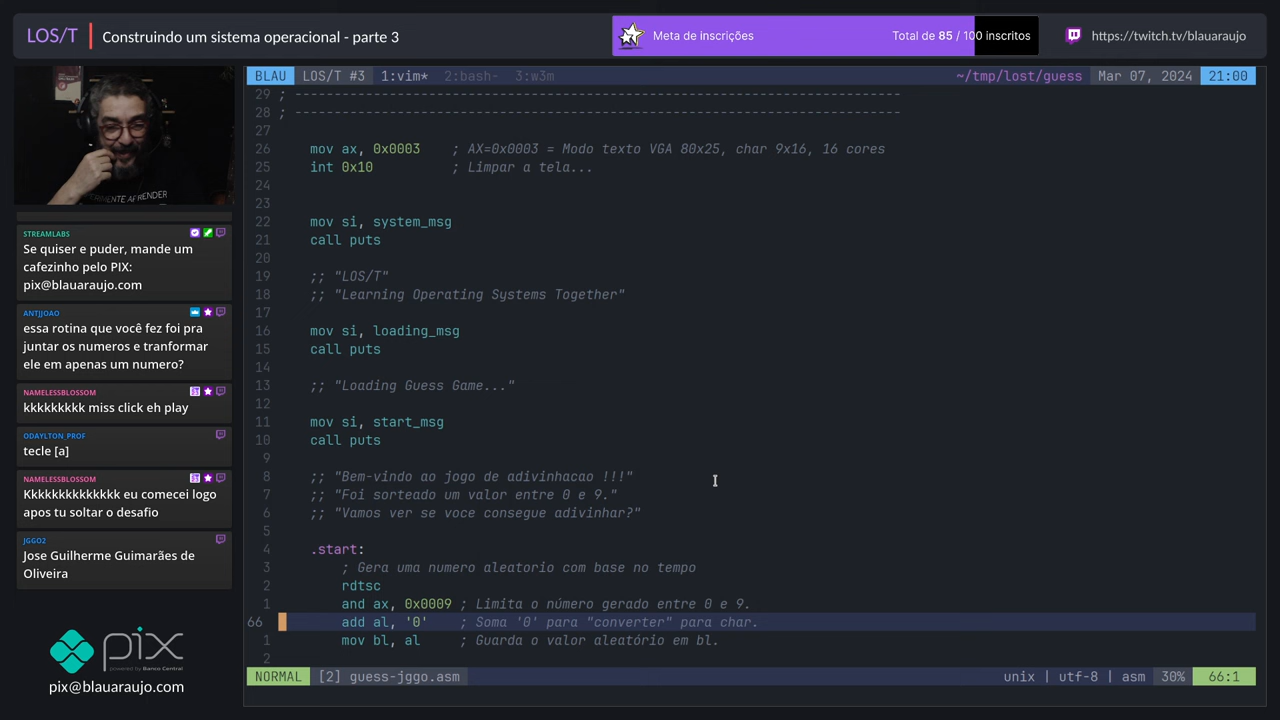 LOS/T | Construindo um sistema operacional - parte 3
Meta de inscrições
Total de 85 / 100 inscritos
https://twitch.tv/blauaraujo
BLAU LOS/T #3 1:vim* 2:bash- 3:w3m ~/tmp/lost/guess Mar 07, 2024 21:00
STREAMLABS
Se quiser e puder, mande um
cafezinho pelo PIX:
pix@blauaraujo.com
ANTJJOAO
essa rotina que você fez foi pra
juntar os numeros e tranformar
ele em apenas um numero?
NAMELESSBLOSSOM
kkkkkkkkk miss click eh play
ODAYLTON_PROF
tecle [a]
NAMELESSBLOSSOM
Kkkkkkkkkkkkk eu comecei logo
apos tu soltar o desafio
JGGO2
Jose Guilherme Guimarães de
Oliveira
pix
powered by Banco Central
pix@blauaraujo.com
29 ; -----------------------------------------------------------------------------
28 ; -----------------------------------------------------------------------------
27
26 mov ax, 0x0003 ; AX=0x0003 = Modo texto VGA 80x25, char 9x16, 16 cores
25 int 0x10 ; Limpar a tela...
24
23
22 mov si, system_msg
21 call puts
20
19 ;; "LOS/T"
18 ;; "Learning Operating Systems Together"
17
16 mov si, loading_msg
15 call puts
14
13 ;; "Loading Guess Game..."
12
11 mov si, start_msg
10 call puts
9
8 ;; "Bem-vindo ao jogo de adivinhacao !!!"
7 ;; "Foi sorteado um valor entre 0 e 9."
6 ;; "Vamos ver se voce consegue adivinhar?"
5
4 .start:
3 ; Gera uma numero aleatorio com base no tempo
2 rdtsc
1 and ax, 0x0009 ; Limita o número gerado entre 0 e 9.
66 add al, '0' ; Soma '0' para "converter" para char.
1 mov bl, al ; Guarda o valor aleatório em bl.
2
NORMAL [2] guess-jggo.asm unix | utf-8 | asm 30% 66:1